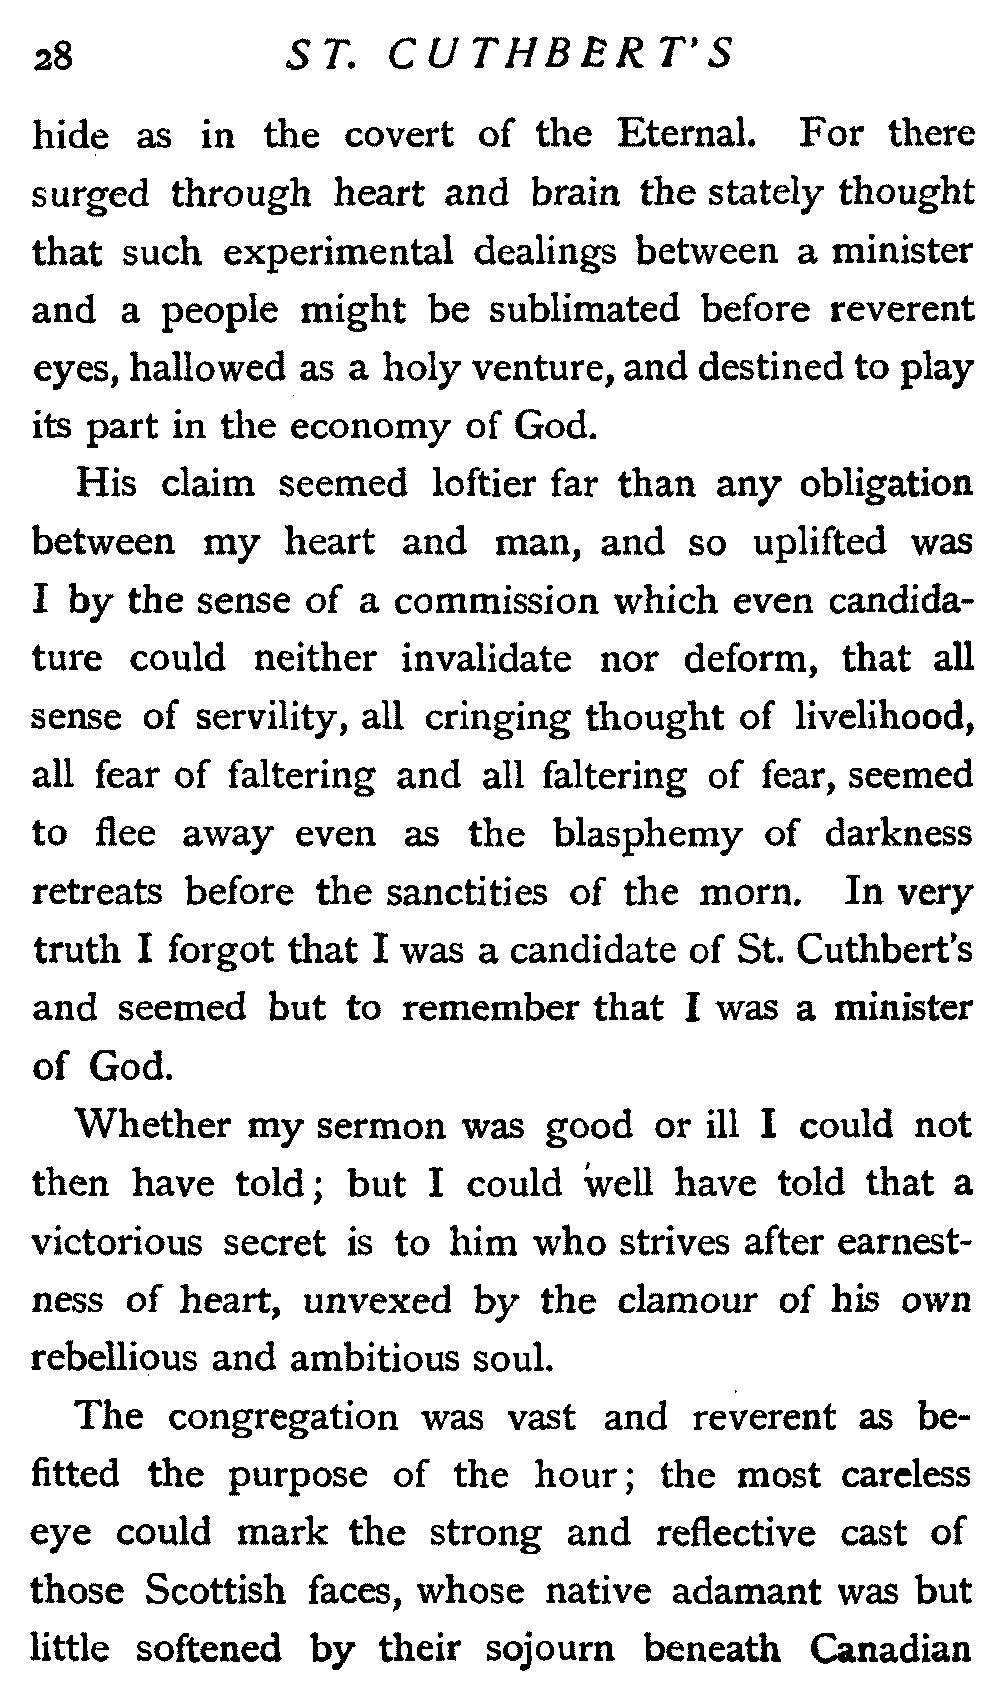 28 ST. CUTHBERT'S
hide as in the covert of the Eternal. For there
surged through heart and brain the stately thought
that such experimental dealings between a minister
and a people might be sublimated before reverent
eyes, hallowed as a holy venture, and destined to play
its part in the economy of God.
His claim seemed loftier far than any obligation
between my heart and man, and so uplifted was
I by the sense of a commission which even candida-
ture could neither invalidate nor deform, that all
sense of servility, all cringing thought of livelihood,
all fear of faltering and all faltering of fear, seemed
to flee away even as the blasphemy of darkness
retreats before the sanctities of the morn. In very
truth I forgot that I was a candidate of St. Cuthbert's
and seemed but to remember that I was a minister
of God.
Whether my sermon was good or ill I could not
then have told; but I could well have told that a
victorious secret is to him who strives after earnest-
ness of heart, unvexed by the clamour of his own
rebellious and ambitious soul.
The congregation was vast and reverent as be-
fitted the purpose of the hour; the most careless
eye could mark the strong and reflective cast of
those Scottish faces, whose native adamant was but
little softened by their sojourn beneath Canadian